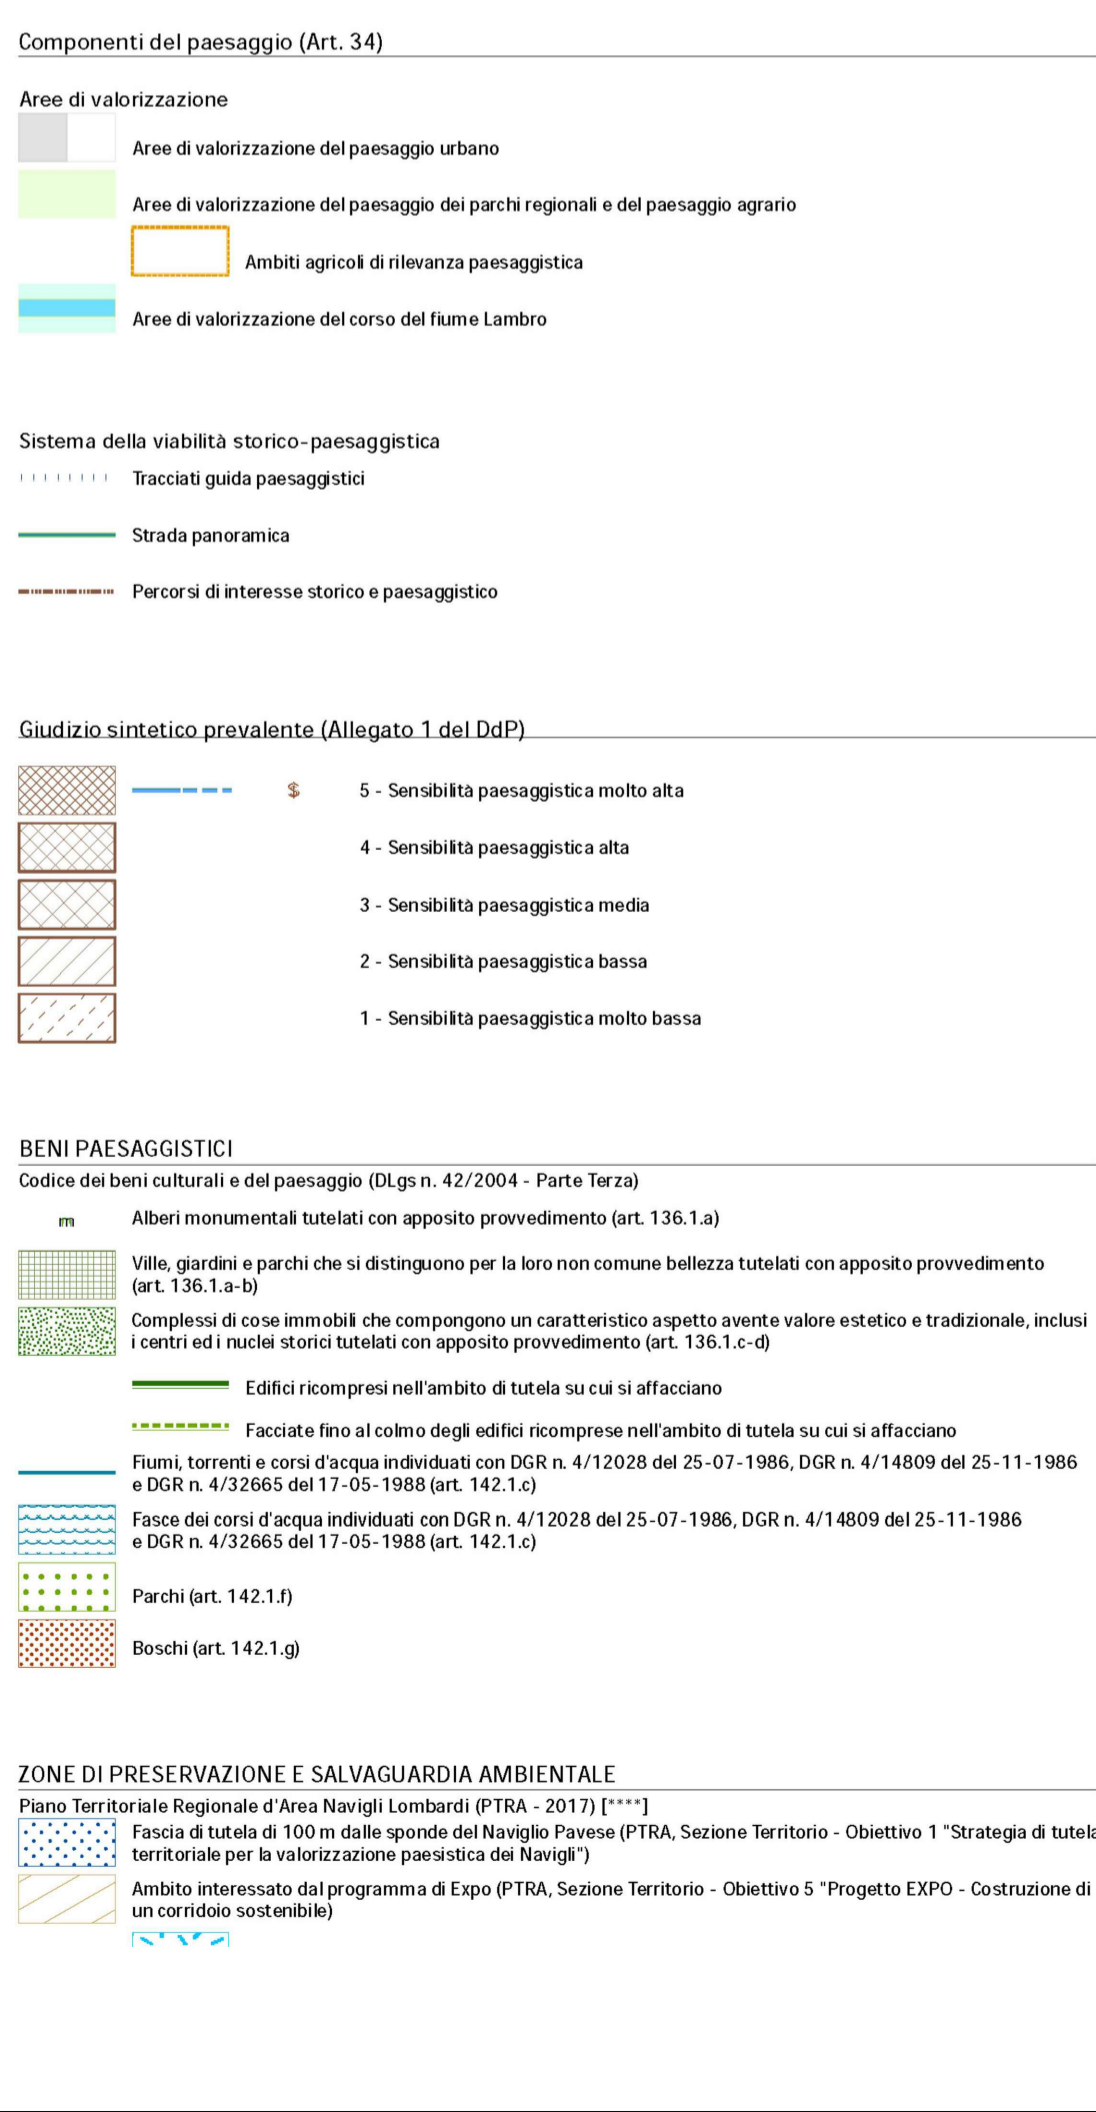 Componenti del paesaggio (Art. 34)
Aree di valorizzazione
Aree di valorizzazione del paesaggio urbano
Aree di valorizzazione del paesaggio dei parchi regionali e del paesaggio agrario
Ambiti agricoli di rilevanza paesaggistica
Aree di valorizzazione del corso del fiume Lambro
Sistema della viabilità storico-paesaggistica
Tracciati guida paesaggistici
Strada panoramica
Percorsi di interesse storico e paesaggistico
Giudizio sintetico prevalente (Allegato 1 del DdP)
$ 5 - Sensibilità paesaggistica molto alta
4 - Sensibilità paesaggistica alta
3 - Sensibilità paesaggistica media
2 - Sensibilità paesaggistica bassa
1 - Sensibilità paesaggistica molto bassa
BENI PAESAGGISTICI
Codice dei beni culturali e del paesaggio (DLgs n. 42/2004 - Parte Terza)
m Alberi monumentali tutelati con apposito provvedimento (art. 136.1.a)
Ville, giardini e parchi che si distinguono per la loro non comune bellezza tutelati con apposito provvedimento
(art. 136.1.a-b)
Complessi di cose immobili che compongono un caratteristico aspetto avente valore estetico e tradizionale, inclusi
i centri ed i nuclei storici tutelati con apposito provvedimento (art. 136.1.c-d)
Edifici ricompresi nell'ambito di tutela su cui si affacciano
Facciate fino al colmo degli edifici ricomprese nell'ambito di tutela su cui si affacciano
Fiumi, torrenti e corsi d'acqua individuati con DGR n. 4/12028 del 25-07-1986, DGR n. 4/14809 del 25-11-1986
e DGR n. 4/32665 del 17-05-1988 (art. 142.1.c)
Fasce dei corsi d'acqua individuati con DGR n. 4/12028 del 25-07-1986, DGR n. 4/14809 del 25-11-1986
e DGR n. 4/32665 del 17-05-1988 (art. 142.1.c)
Parchi (art. 142.1.f)
Boschi (art. 142.1.g)
ZONE DI PRESERVAZIONE E SALVAGUARDIA AMBIENTALE
Piano Territoriale Regionale d'Area Navigli Lombardi (PTRA - 2017) [****]
Fascia di tutela di 100 m dalle sponde del Naviglio Pavese (PTRA, Sezione Territorio - Obiettivo 1 "Strategia di tutela
territoriale per la valorizzazione paesistica dei Navigli")
Ambito interessato dal programma di Expo (PTRA, Sezione Territorio - Obiettivo 5 "Progetto EXPO - Costruzione di
un corridoio sostenibile)